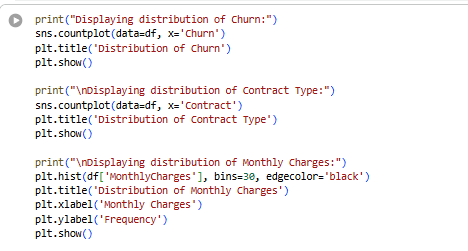 print("Displaying distribution of Churn:")
sns.countplot(data=df, x='Churn')
plt.title('Distribution of Churn')
plt.show()
print("\nDisplaying distribution of Contract Type:")
sns.countplot(data=df, x='Contract')
plt.title('Distribution of Contract Type')
plt.show()
print("\nDisplaying distribution of Monthly Charges:")
plt.hist(df['MonthlyCharges'], bins=30, edgecolor='black')
plt.title('Distribution of Monthly Charges')
plt.xlabel('Monthly Charges')
plt.ylabel('Frequency')
plt.show()